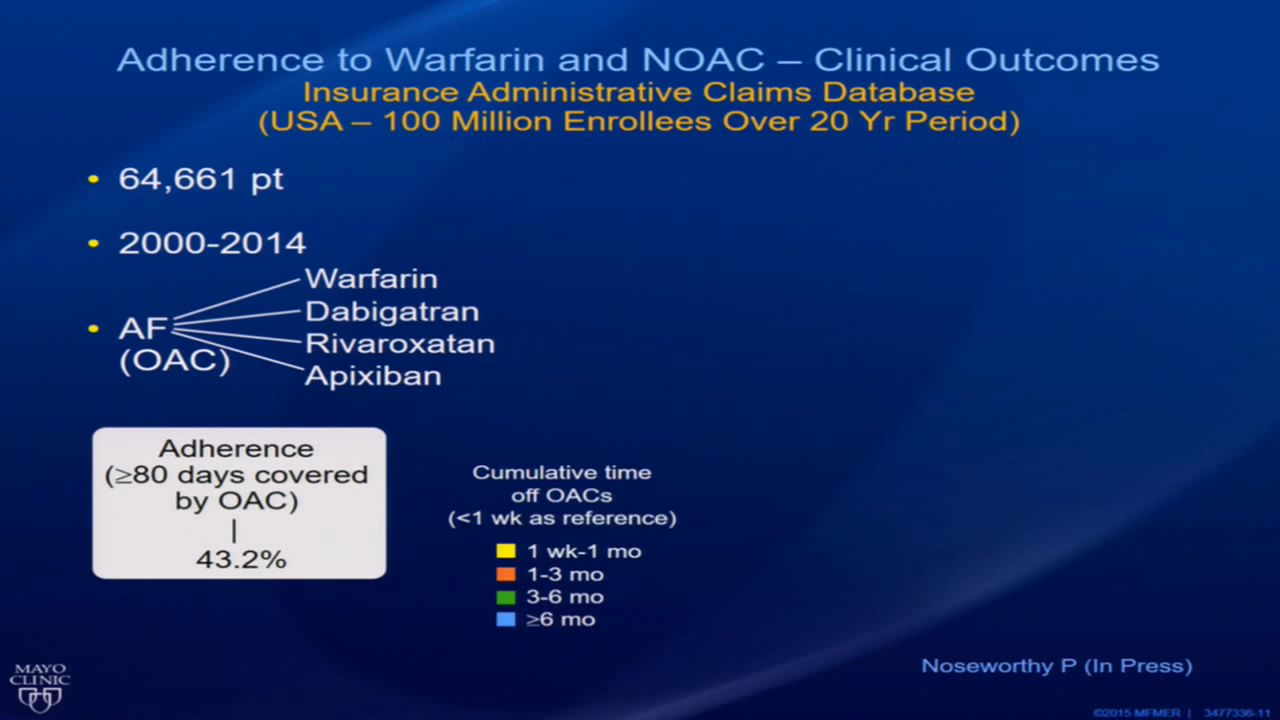 Adherence to Warfarin and NOAC – Clinical Outcomes
Insurance Administrative Claims Database
(USA – 100 Million Enrollees Over 20 Yr Period)
• 64,661 pt
• 2000-2014
• AF
(OAC)
Warfarin
Dabigatran
Rivaroxatan
Apixiban
Adherence
(≥80 days covered
by OAC)
43.2%
Cumulative time
off OACs
(<1 wk as reference)
1 wk-1 mo
1-3 mo
3-6 mo
≥6 mo
MAYO
CLINIC
Noseworthy P (In Press)
©2015 MFMER | 3477336-11